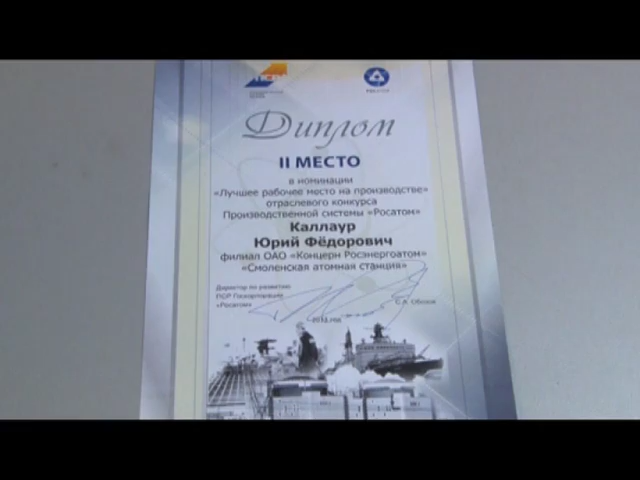 РОСАТОМ
Диплом
II МЕСТО
в номинации
«Лучшее рабочее место на производстве»
отраслевого конкурса
Производственной системы «Росатом»
Каллаур
Юрий Фёдорович
филиал ОАО «Концерн Росэнергоатом»
«Смоленская атомная станция»
Директор по развитию
ПСР Госкорпорации
«Росатом»
С.А. Обозов